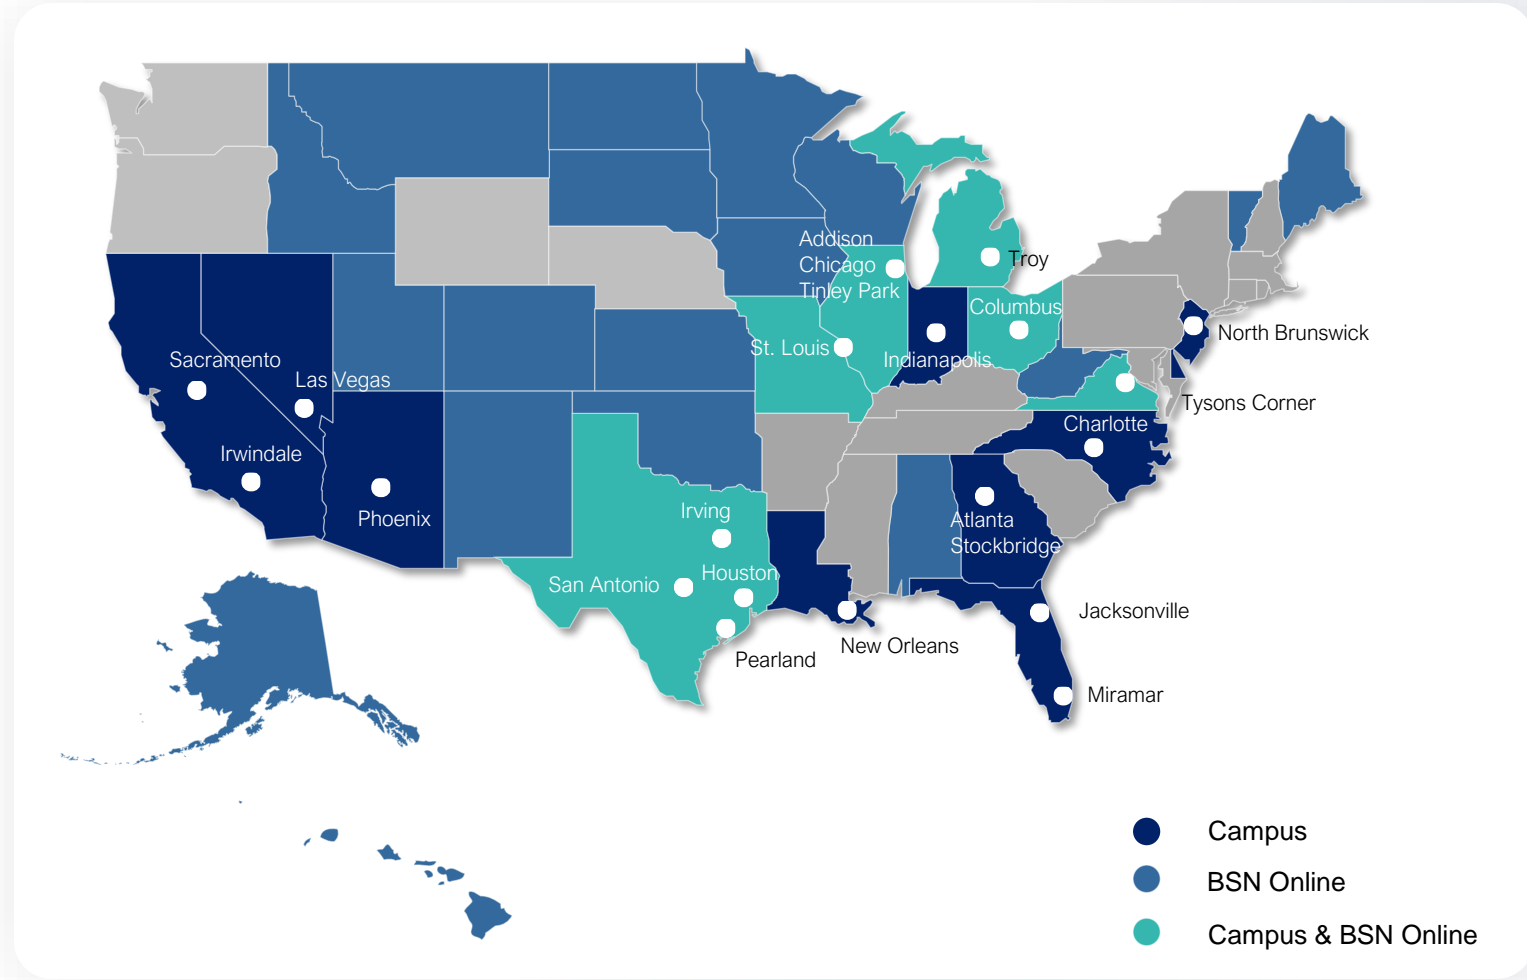 Addison
Chicago
Tinley Park
Troy
Columbus
St. Louis
Indianapolis
North Brunswick
Sacramento
Las Vegas
Tysons Corner
Charlotte
Irwindale
Phoenix
Irving
Atlanta
Stockbridge
San Antonio
Houston
Jacksonville
New Orleans
Pearland
Miramar
Campus
BSN Online
Campus & BSN Online